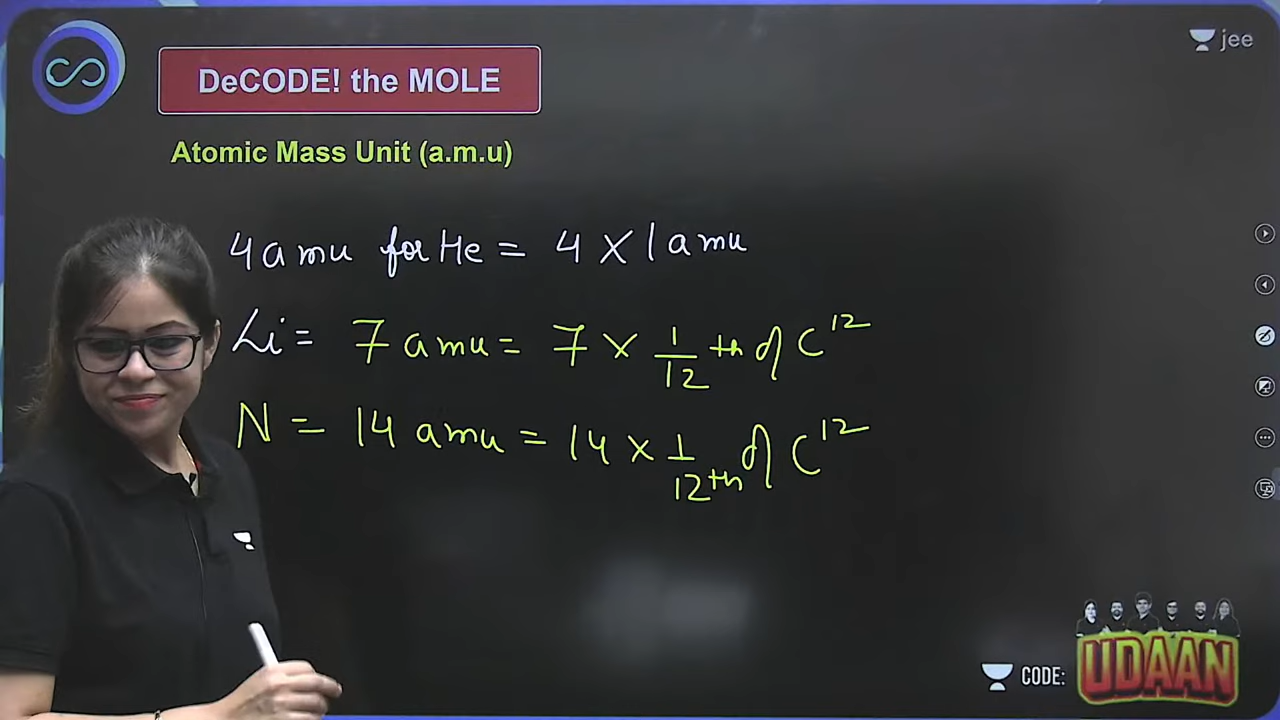 DeCODE! the MOLE
jee
Atomic Mass Unit (a.m.u)
4 amu for He = 4 × 1 amu
Li = 7 amu = 7 × 1/12 th of C¹²
N = 14 amu = 14 × 1/12th of C¹²
CODE: UDAAN